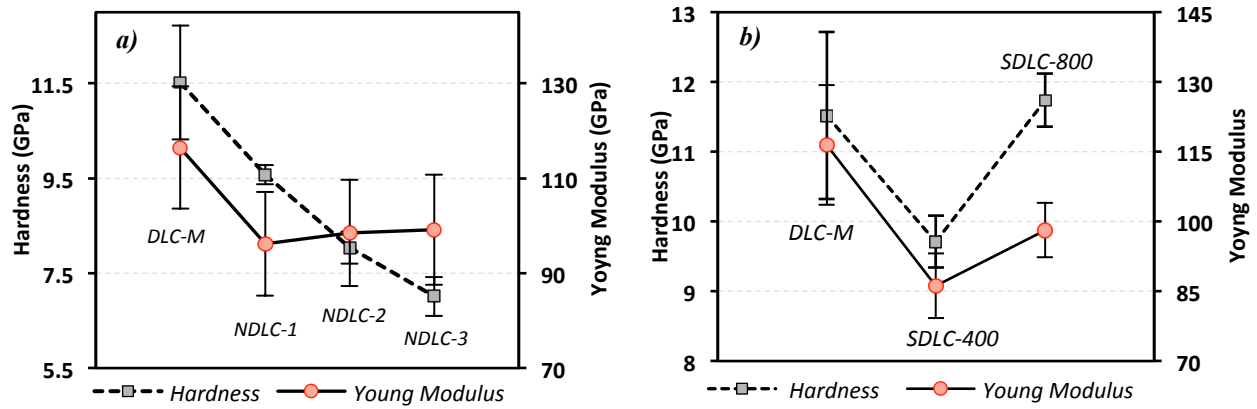 a)
Hardness (GPa)
11.5
9.5
7.5
5.5
DLC-M
NDLC-1
NDLC-2
NDLC-3
130
110
90
70
Yoyng Modulus (GPa)
Hardness
Young Modulus
b)
Hardness (GPa)
13
12
11
10
9
8
DLC-M
SDLC-400
SDLC-800
145
130
115
100
85
70
Yoyng Modulus
Hardness
Young Modulus